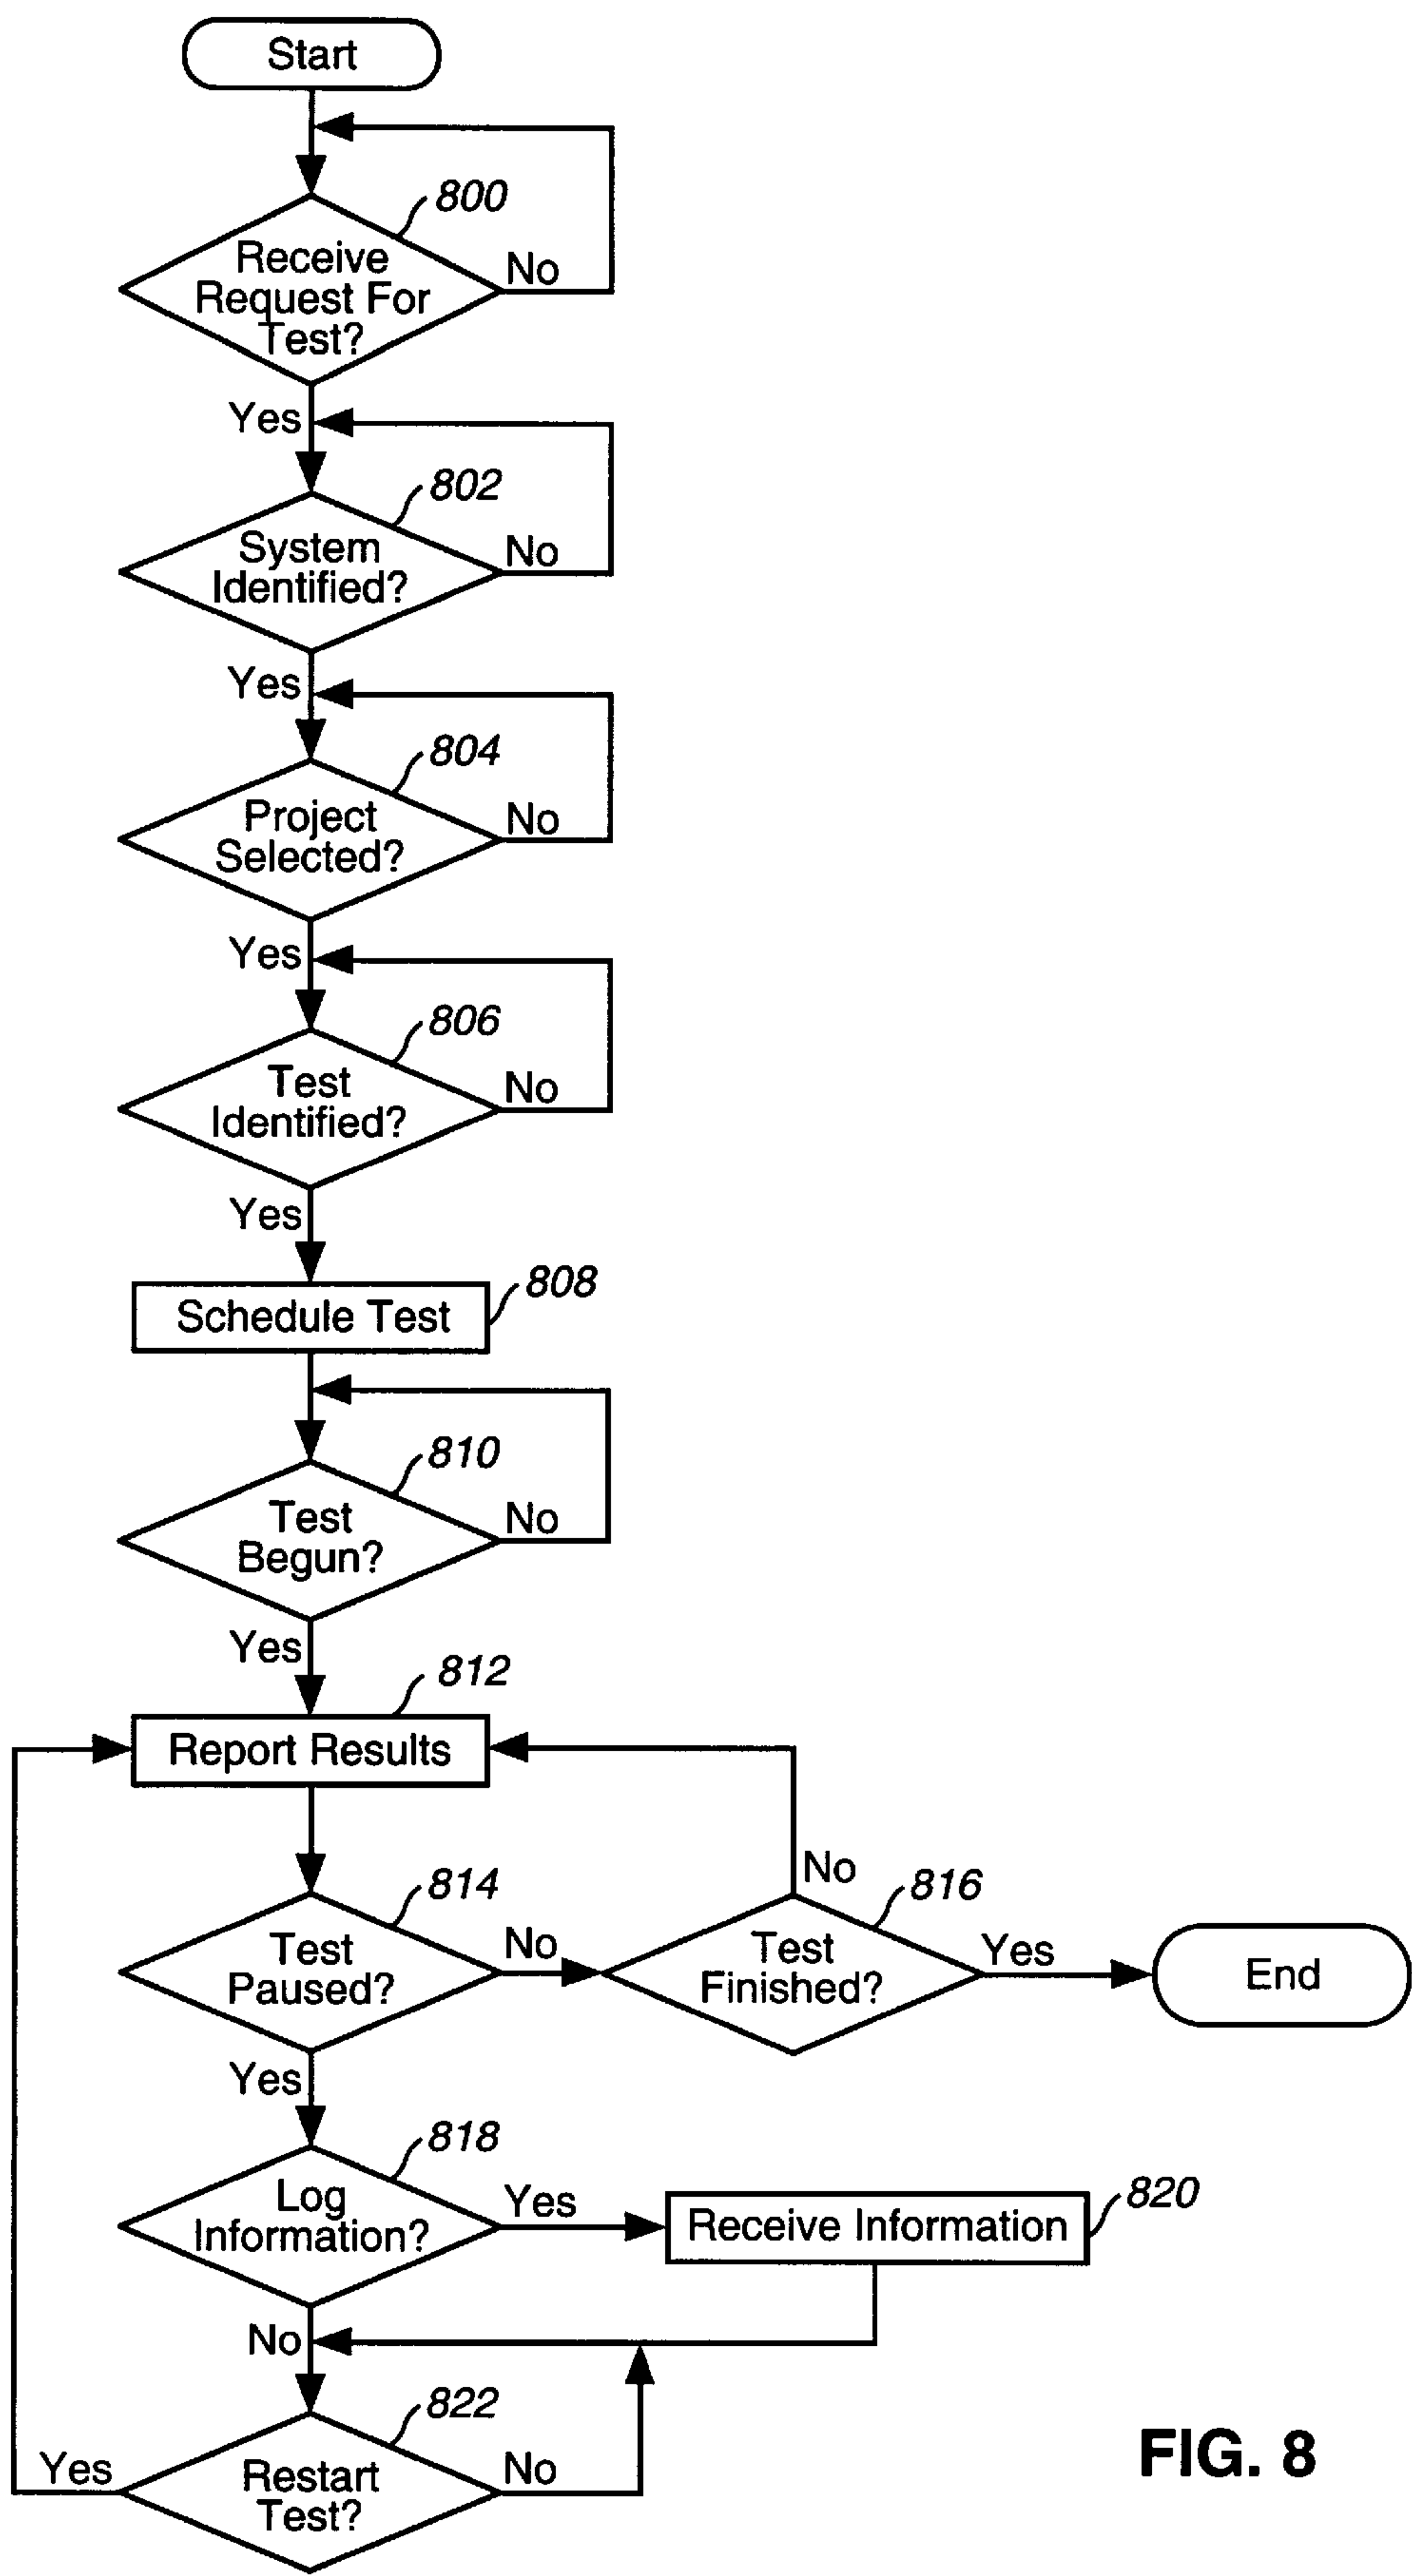 Start
800
Receive
Request For
Test?
No
Yes
802
System
Identified?
No
Yes
804
Project
Selected?
No
Yes
806
Test
Identified?
No
Yes
808
Schedule Test
810
Test
Begun?
No
Yes
812
Report Results
814
Test
Paused?
No
No
816
Test
Finished?
Yes
End
Yes
818
Log
Information?
Yes
820
Receive Information
No
822
Restart
Test?
Yes
No
FIG. 8